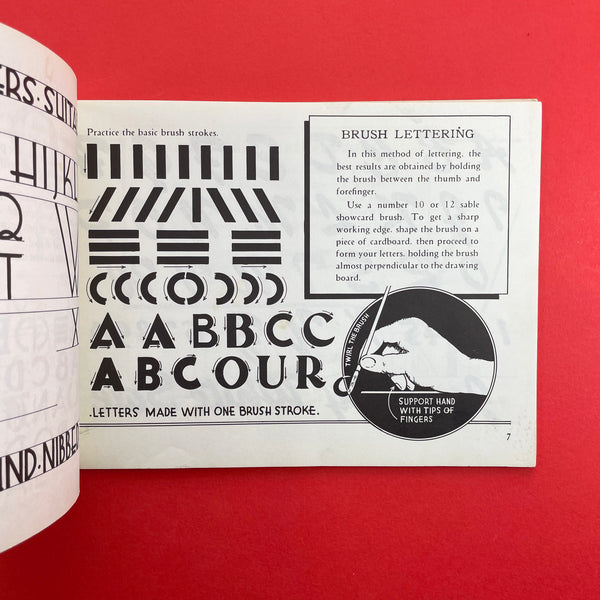 ERS·SUITA
HIJK
X
IND·NIBBE
Practice the basic brush strokes.
A A B B C C
A B C O U R
.LETTERS MADE WITH ONE BRUSH STROKE.
BRUSH LETTERING
In this method of lettering, the
best results are obtained by holding
the brush between the thumb and
forefinger.
Use a number 10 or 12 sable
showcard brush. To get a sharp
working edge, shape the brush on a
piece of cardboard, then proceed to
form your letters, holding the brush
almost perpendicular to the drawing
board.
TWIRL THE BRUSH
SUPPORT HAND
WITH TIPS OF
FINGERS
7